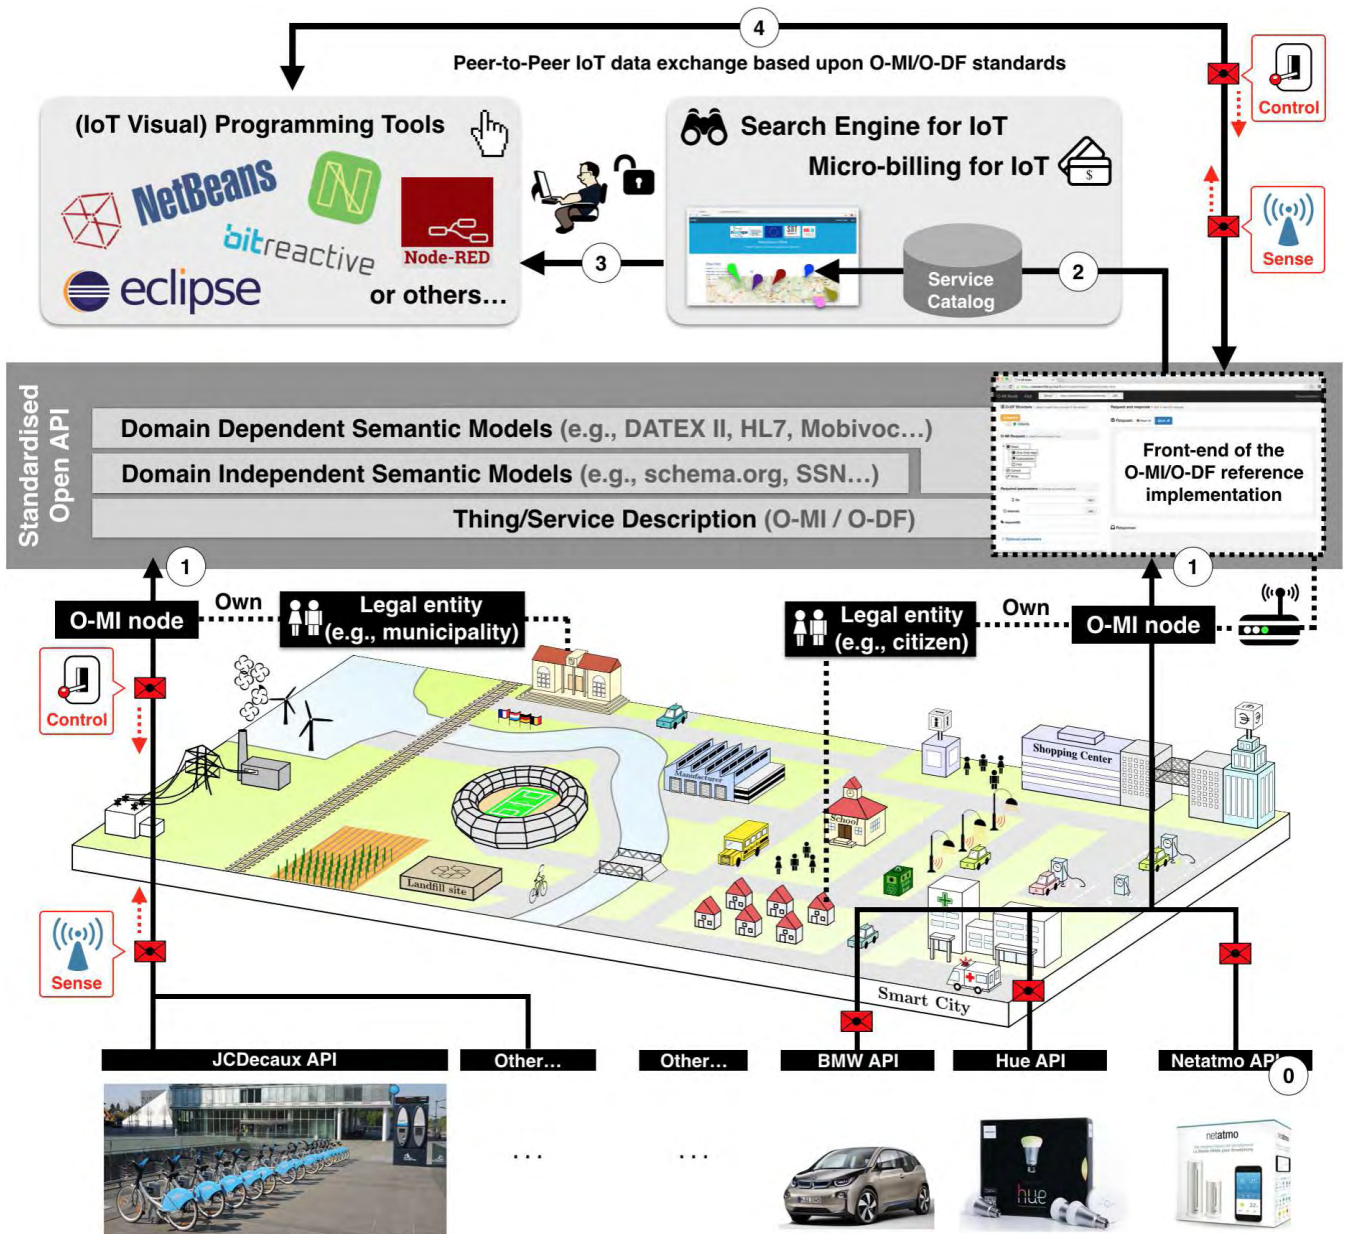 4
Peer-to-Peer IoT data exchange based upon O-MI/O-DF standards
Control
(IoT Visual) Programming Tools
NetBeans
bitreactive
Node-RED
eclipse
or others...
Search Engine for IoT
Micro-billing for IoT
$
Service
Catalog
3
2
Sense
Standardised
Open API
Domain Dependent Semantic Models (e.g., DATEX II, HL7, Mobivoc...)
Domain Independent Semantic Models (e.g., schema.org, SSN...)
Thing/Service Description (O-MI / O-DF)
Front-end of the
O-MI/O-DF reference
implementation
1
1
O-MI node
Own
Legal entity
(e.g., municipality)
Legal entity
(e.g., citizen)
Own
O-MI node
Control
Manufacturer
Shopping Center
School
Landfill site
Sense
Smart City
JCDecaux API
Other...
Other...
BMW API
Hue API
Netatmo API
0
...
...
hue
netatmo